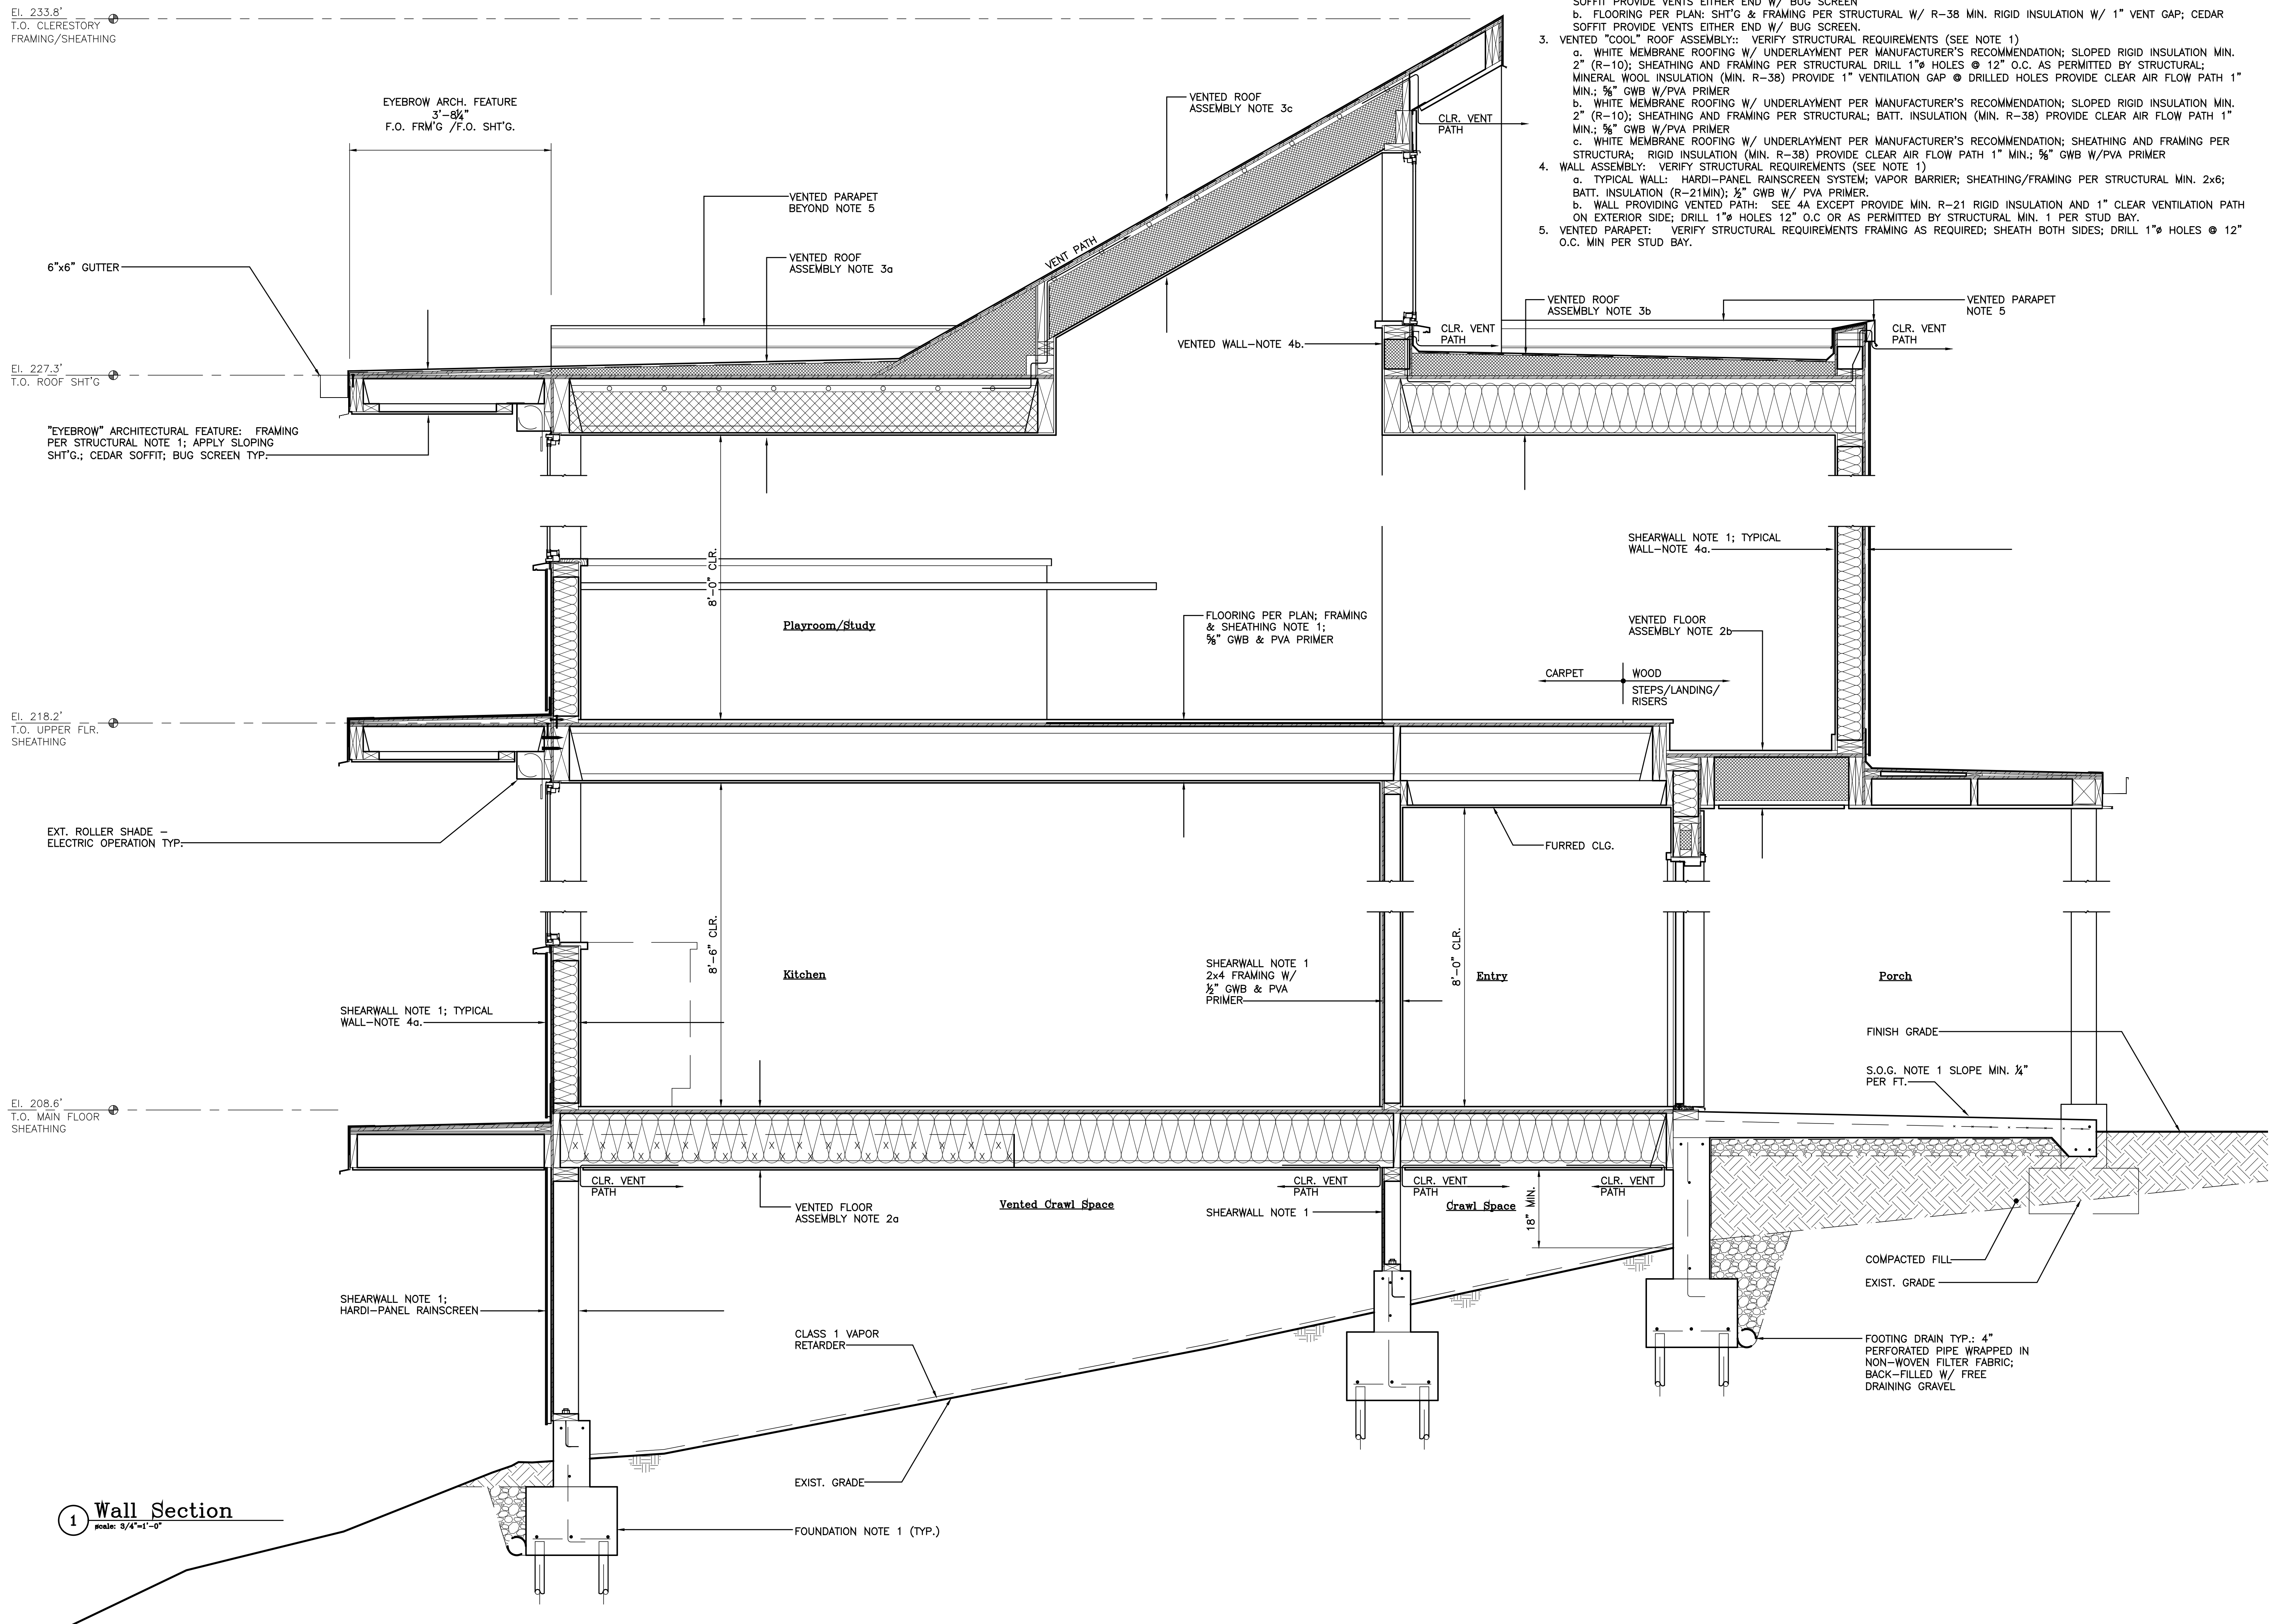 SOFFIT PROVIDE VENTS EITHER END W/ BUG SCREEN
b. FLOORING PER PLAN: SHT'G & FRAMING PER STRUCTURAL W/ R-38 MIN. RIGID INSULATION W/ 1" VENT GAP; CEDAR
SOFFIT PROVIDE VENTS EITHER END W/ BUG SCREEN.
3. VENTED "COOL" ROOF ASSEMBLY:: VERIFY STRUCTURAL REQUIREMENTS (SEE NOTE 1)
a. WHITE MEMBRANE ROOFING W/ UNDERLAYMENT PER MANUFACTURER'S RECOMMENDATION; SLOPED RIGID INSULATION MIN.
2" (R-10); SHEATHING AND FRAMING PER STRUCTURAL DRILL 1"ø HOLES @ 12" O.C. AS PERMITTED BY STRUCTURAL;
MINERAL WOOL INSULATION (MIN. R-38) PROVIDE 1" VENTILATION GAP @ DRILLED HOLES PROVIDE CLEAR AIR FLOW PATH 1"
MIN.; ⅝" GWB W/PVA PRIMER
b. WHITE MEMBRANE ROOFING W/ UNDERLAYMENT PER MANUFACTURER'S RECOMMENDATION; SLOPED RIGID INSULATION MIN.
2" (R-10); SHEATHING AND FRAMING PER STRUCTURAL; BATT. INSULATION (MIN. R-38) PROVIDE CLEAR AIR FLOW PATH 1"
MIN.; ⅝" GWB W/PVA PRIMER
c. WHITE MEMBRANE ROOFING W/ UNDERLAYMENT PER MANUFACTURER'S RECOMMENDATION; SHEATHING AND FRAMING PER
STRUCTURA; RIGID INSULATION (MIN. R-38) PROVIDE CLEAR AIR FLOW PATH 1" MIN.; ⅝" GWB W/PVA PRIMER
4. WALL ASSEMBLY: VERIFY STRUCTURAL REQUIREMENTS (SEE NOTE 1)
a. TYPICAL WALL: HARDI-PANEL RAINSCREEN SYSTEM; VAPOR BARRIER; SHEATHING/FRAMING PER STRUCTURAL MIN. 2x6;
BATT. INSULATION (R-21MIN); ½" GWB W/ PVA PRIMER.
b. WALL PROVIDING VENTED PATH: SEE 4A EXCEPT PROVIDE MIN. R-21 RIGID INSULATION AND 1" CLEAR VENTILATION PATH
ON EXTERIOR SIDE; DRILL 1"ø HOLES 12" O.C OR AS PERMITTED BY STRUCTURAL MIN. 1 PER STUD BAY.
5. VENTED PARAPET: VERIFY STRUCTURAL REQUIREMENTS FRAMING AS REQUIRED; SHEATH BOTH SIDES; DRILL 1"ø HOLES @ 12"
O.C. MIN PER STUD BAY.
El. 233.8'
T.O. CLERESTORY
FRAMING/SHEATHING
EYEBROW ARCH. FEATURE
3'-8¼"
F.O. FRM'G /F.O. SHT'G.
VENTED ROOF
ASSEMBLY NOTE 3c
CLR. VENT
PATH
VENTED PARAPET
BEYOND NOTE 5
VENTED ROOF
ASSEMBLY NOTE 3a
VENT PATH
6"x6" GUTTER
VENTED ROOF
ASSEMBLY NOTE 3b
VENTED PARAPET
NOTE 5
CLR. VENT
PATH
CLR. VENT
PATH
VENTED WALL-NOTE 4b.
El. 227.3'
T.O. ROOF SHT'G
"EYEBROW" ARCHITECTURAL FEATURE: FRAMING
PER STRUCTURAL NOTE 1; APPLY SLOPING
SHT'G.; CEDAR SOFFIT; BUG SCREEN TYP.
8'-0" CLR.
SHEARWALL NOTE 1; TYPICAL
WALL-NOTE 4a.
Playroom/Study
FLOORING PER PLAN; FRAMING
& SHEATHING NOTE 1;
⅝" GWB & PVA PRIMER
VENTED FLOOR
ASSEMBLY NOTE 2b
CARPET
WOOD
STEPS/LANDING/
RISERS
El. 218.2'
T.O. UPPER FLR.
SHEATHING
EXT. ROLLER SHADE -
ELECTRIC OPERATION TYP.
FURRED CLG.
8'-6" CLR.
8'-0" CLR.
Kitchen
SHEARWALL NOTE 1
2x4 FRAMING W/
½" GWB & PVA
PRIMER
Entry
Porch
SHEARWALL NOTE 1; TYPICAL
WALL-NOTE 4a.
FINISH GRADE
S.O.G. NOTE 1 SLOPE MIN. ¼"
PER FT.
El. 208.6'
T.O. MAIN FLOOR
SHEATHING
X X X X X X X X X X X X X X X X
X X X X X X X X X X X X X X X X
CLR. VENT
PATH
CLR. VENT
PATH
CLR. VENT
PATH
CLR. VENT
PATH
VENTED FLOOR
ASSEMBLY NOTE 2a
Vented Crawl Space
SHEARWALL NOTE 1
Crawl Space
18" MIN.
COMPACTED FILL
EXIST. GRADE
SHEARWALL NOTE 1;
HARDI-PANEL RAINSCREEN
CLASS 1 VAPOR
RETARDER
FOOTING DRAIN TYP.: 4"
PERFORATED PIPE WRAPPED IN
NON-WOVEN FILTER FABRIC;
BACK-FILLED W/ FREE
DRAINING GRAVEL
EXIST. GRADE
FOUNDATION NOTE 1 (TYP.)
1 Wall Section
scale: 3/4"=1'-0"